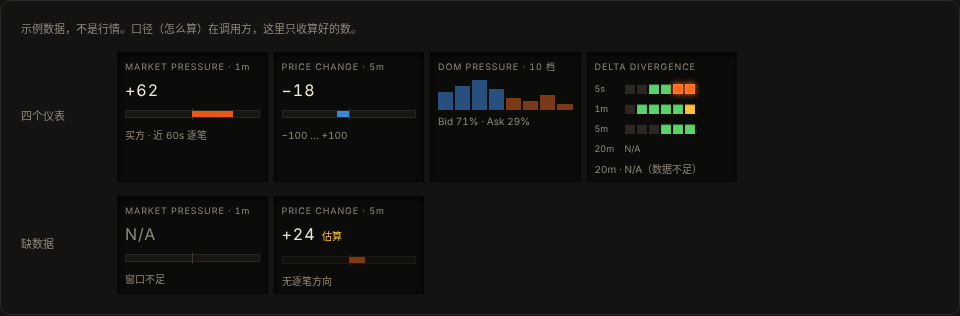 示例数据，不是行情。口径（怎么算）在调用方，这里只收算好的数。
四个仪表
MARKET PRESSURE · 1m
+62
买方 · 近 60s 逐笔
PRICE CHANGE · 5m
−18
−100 … +100
DOM PRESSURE · 10 档
Bid 71% · Ask 29%
DELTA DIVERGENCE
5s
1m
5m
20m N/A
20m · N/A（数据不足）
缺数据
MARKET PRESSURE · 1m
N/A
窗口不足
PRICE CHANGE · 5m
+24 估算
无逐笔方向